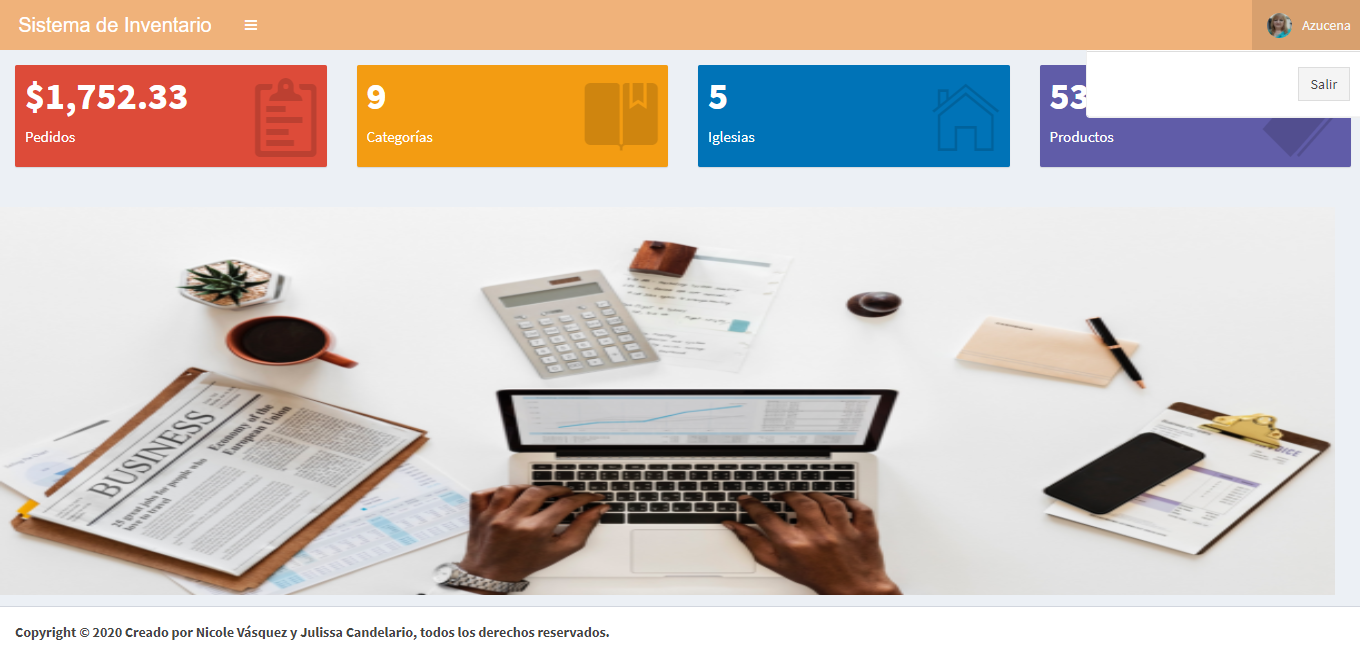 Sistema de Inventario
Azucena
Salir
$1,752.33
Pedidos
9
Categorías
5
Iglesias
53
Productos
BUSINESS
Economy of the
European Union
25 great jobs for people who
love to travel
Copyright © 2020 Creado por Nicole Vásquez y Julissa Candelario, todos los derechos reservados.